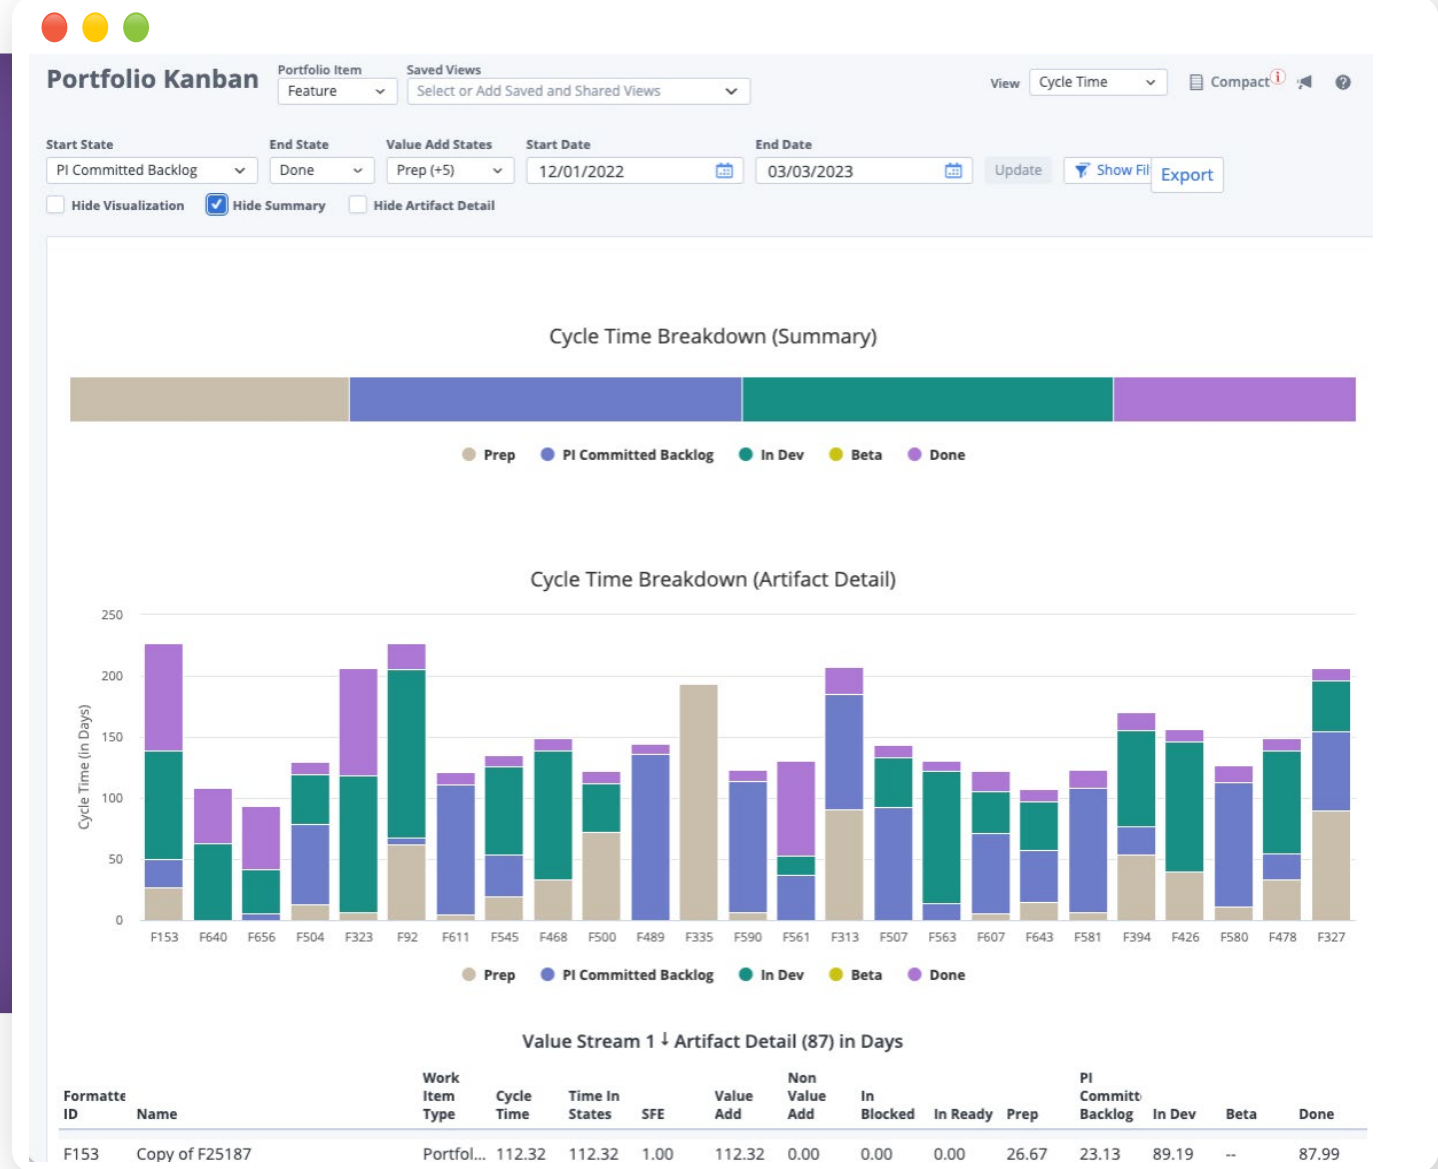 Portfolio Kanban
Portfolio Item
Feature
Saved Views
Select or Add Saved and Shared Views
View
Cycle Time
Compact
Start State
PI Committed Backlog
End State
Done
Value Add States
Prep (+5)
Start Date
12/01/2022
End Date
03/03/2023
Update
Show Fil
Export
Hide Visualization
Hide Summary
Hide Artifact Detail
Cycle Time Breakdown (Summary)
Prep PI Committed Backlog In Dev Beta Done
Cycle Time Breakdown (Artifact Detail)
Cycle Time (in Days)
250
200
150
100
50
0
F153 F640 F656 F504 F323 F92 F611 F545 F468 F500 F489 F335 F590 F561 F313 F507 F563 F607 F643 F581 F394 F426 F580 F478 F327
Prep PI Committed Backlog In Dev Beta Done
Value Stream 1 ↓ Artifact Detail (87) in Days
Formatte
ID
Name
Work
Item
Type
Cycle
Time
Time In
States
SFE
Value
Add
Non
Value
Add
In
Blocked
In Ready
Prep
PI
Committ
Backlog
In Dev
Beta
Done
F153 Copy of F25187 Portfol... 112.32 112.32 1.00 112.32 0.00 0.00 0.00 26.67 23.13 89.19 -- 87.99